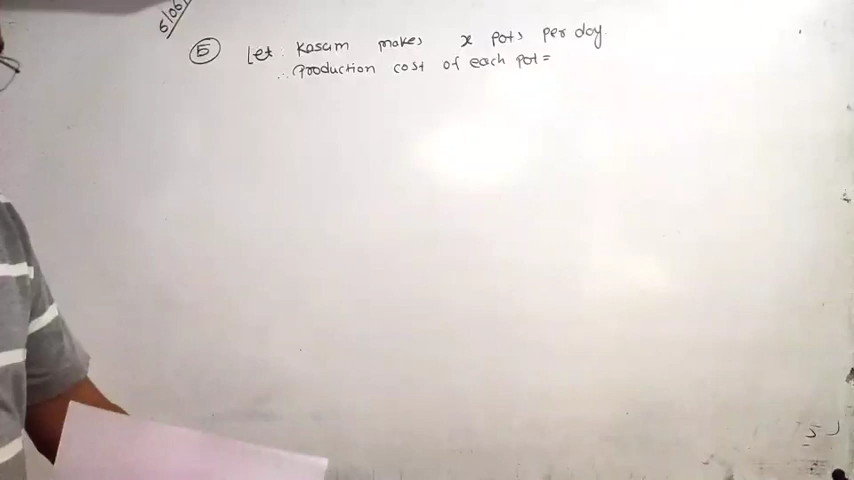 5 Let Kasam makes x pots per day.
∴ Production cost of each pot =